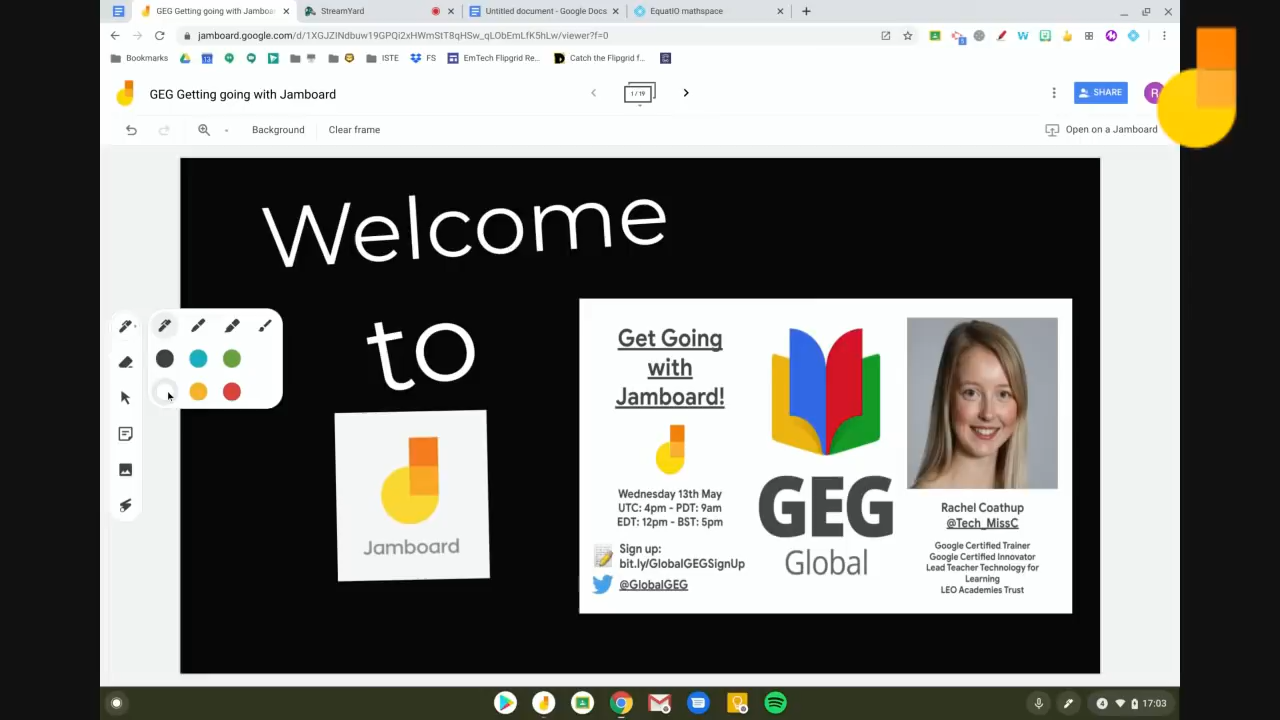 GEG Getting going with Jamboa
StreamYard
Untitled document - Google Docs
EquatIO mathspace
jamboard.google.com/d/1XGJZINdbuw19GPQi2xHWmStT8qHSw_qLObEmLfK5hLw/viewer?f=0
Bookmarks
ISTE
FS
EmTech Flipgrid Re...
Catch the Flipgrid f...
GEG Getting going with Jamboard
1/19
SHARE
R
Background
Clear frame
Open on a Jamboard
Welcome
to
Jamboard
Get Going
with
Jamboard!
Wednesday 13th May
UTC: 4pm - PDT: 9am
EDT: 12pm - BST: 5pm
Sign up:
bit.ly/GlobalGEGSignUp
@GlobalGEG
GEG
Global
Rachel Coathup
@Tech_MissC
Google Certified Trainer
Google Certified Innovator
Lead Teacher Technology for
Learning
LEO Academies Trust
4
17:03